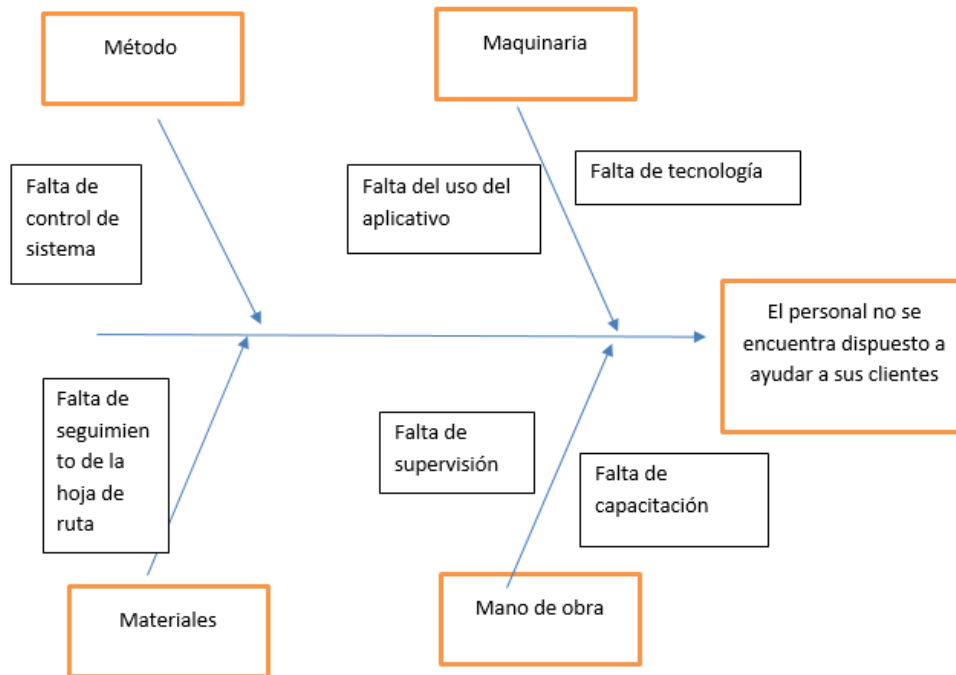 Método
Maquinaria
Falta de
control de
sistema
Falta del uso del
aplicativo
Falta de tecnología
El personal no se
encuentra dispuesto a
ayudar a sus clientes
Falta de
seguimien
to de la
hoja de
ruta
Falta de
supervisión
Falta de
capacitación
Materiales
Mano de obra